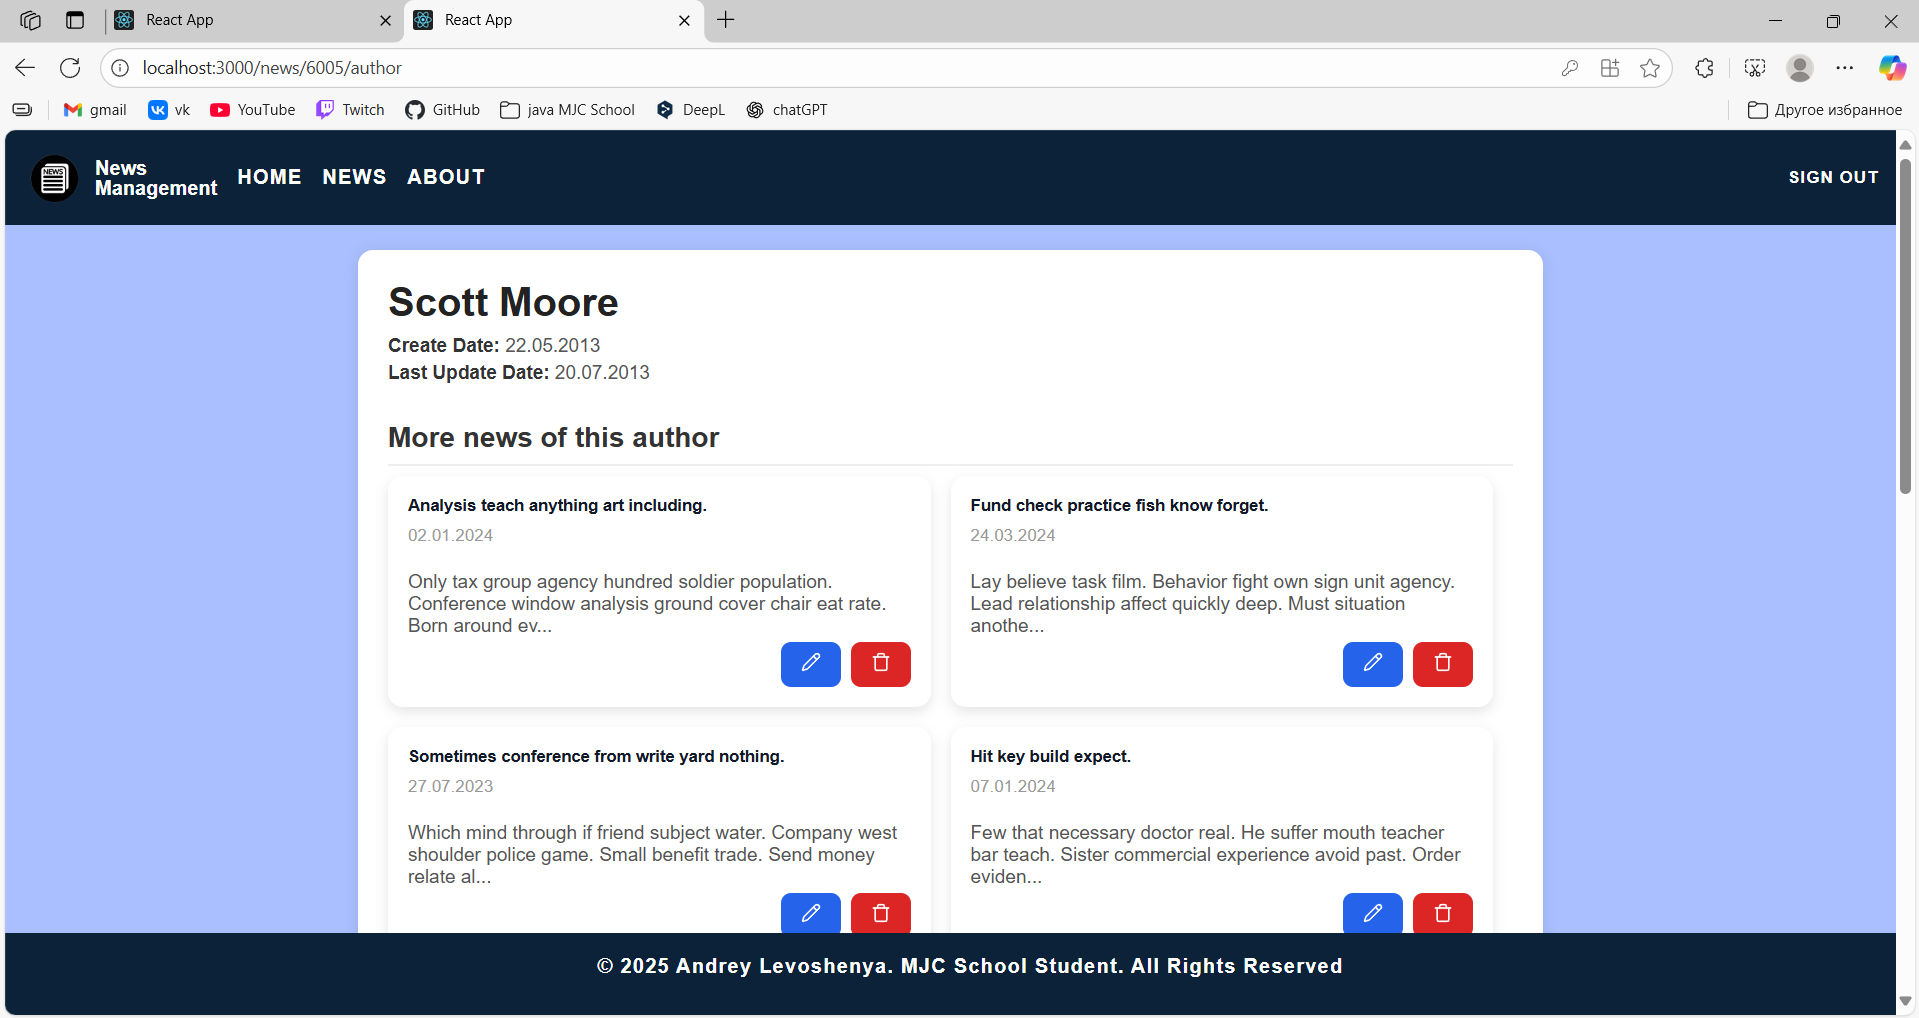 React App
React App
localhost:3000/news/6005/author
gmail
vk
YouTube
Twitch
GitHub
java MJC School
DeepL
chatGPT
Другое избранное
NEWS
News
Management
HOME
NEWS
ABOUT
SIGN OUT
Scott Moore
Create Date: 22.05.2013
Last Update Date: 20.07.2013
More news of this author
Analysis teach anything art including.
02.01.2024
Only tax group agency hundred soldier population.
Conference window analysis ground cover chair eat rate.
Born around ev...
Fund check practice fish know forget.
24.03.2024
Lay believe task film. Behavior fight own sign unit agency.
Lead relationship affect quickly deep. Must situation
anothe...
Sometimes conference from write yard nothing.
27.07.2023
Which mind through if friend subject water. Company west
shoulder police game. Small benefit trade. Send money
relate al...
Hit key build expect.
07.01.2024
Few that necessary doctor real. He suffer mouth teacher
bar teach. Sister commercial experience avoid past. Order
eviden...
© 2025 Andrey Levoshenya. MJC School Student. All Rights Reserved